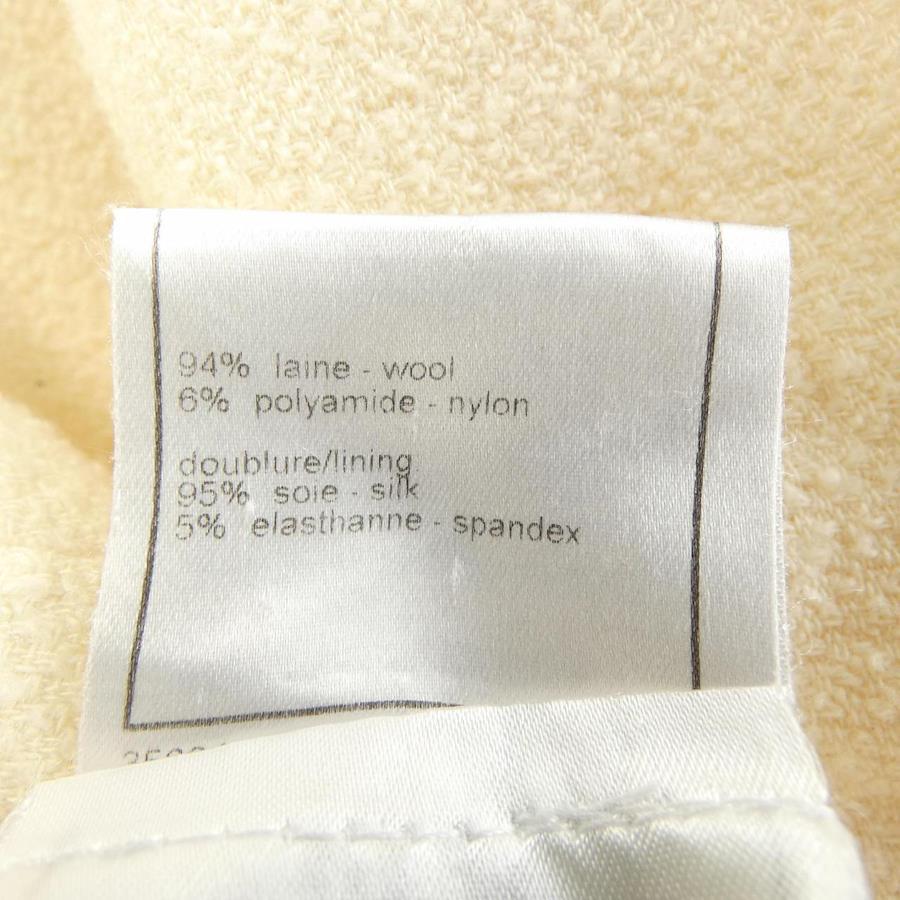 94% laine - wool
6% polyamide - nylon
doublure/lining
95% soie - silk
5% elasthanne - spandex